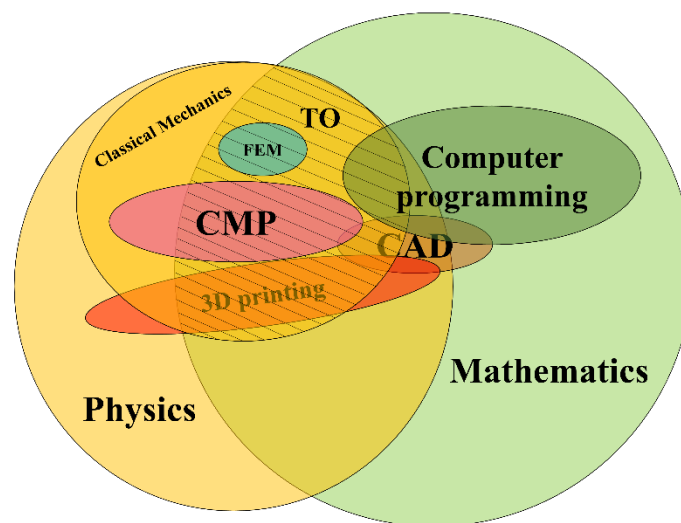 Classical Mechanics
TO
FEM
Computer
programming
CMP
CAD
3D printing
Mathematics
Physics